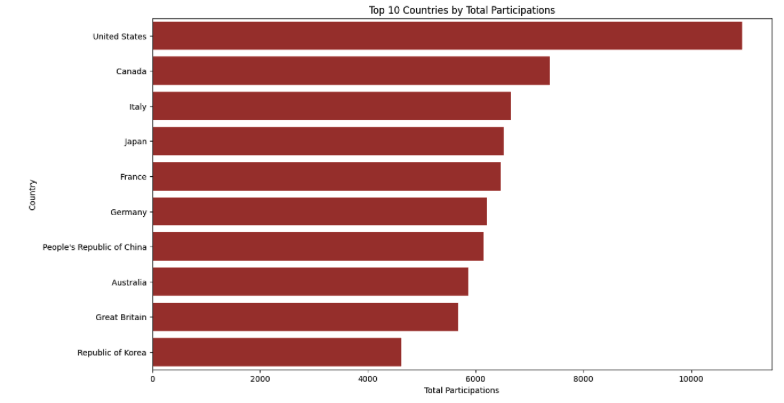 Top 10 Countries by Total Participations
United States
Canada
Italy
Japan
France
Germany
People's Republic of China
Australia
Great Britain
Republic of Korea
Country
0 2000 4000 6000 8000 10000
Total Participations